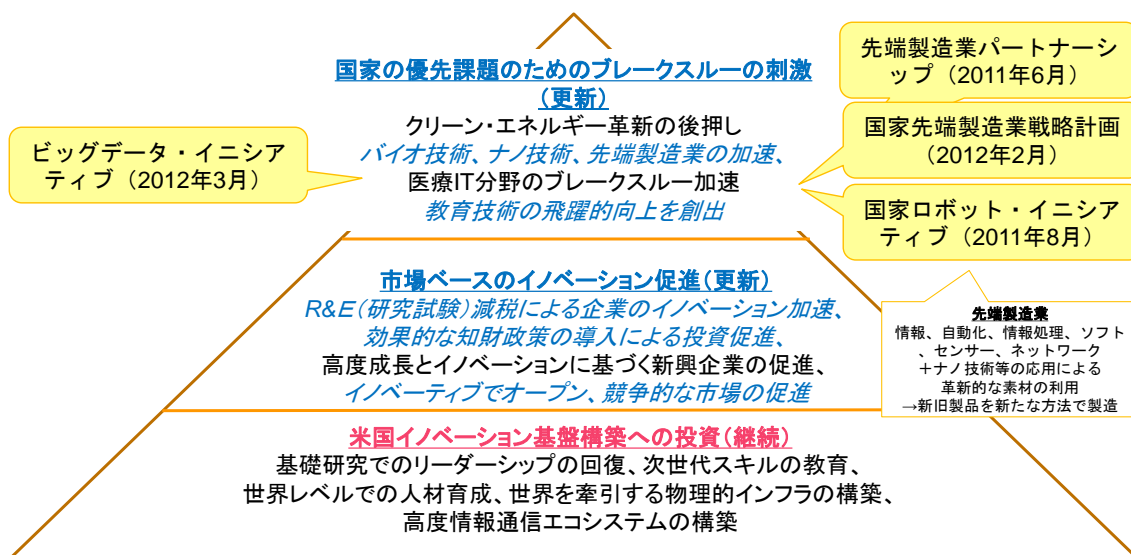 国家の優先課題のためのブレークスルーの刺激
(更新)
クリーン・エネルギー革新の後押し
バイオ技術、ナノ技術、先端製造業の加速、
医療IT分野のブレークスルー加速
教育技術の飛躍的向上を創出
ビッグデータ・イニシア
ティブ（2012年3月）
先端製造業パートナーシ
ップ（2011年6月）
国家先端製造業戦略計画
（2012年2月）
国家ロボット・イニシア
ティブ（2011年8月）
市場ベースのイノベーション促進(更新)
R&E(研究試験)減税による企業のイノベーション加速、
効果的な知財政策の導入による投資促進、
高度成長とイノベーションに基づく新興企業の促進、
イノベーティブでオープン、競争的な市場の促進
先端製造業
情報、自動化、情報処理、ソフト
、センサー、ネットワーク
＋ナノ技術等の応用による
革新的な素材の利用
→新旧製品を新たな方法で製造
米国イノベーション基盤構築への投資(継続)
基礎研究でのリーダーシップの回復、次世代スキルの教育、
世界レベルでの人材育成、世界を牽引する物理的インフラの構築、
高度情報通信エコシステムの構築